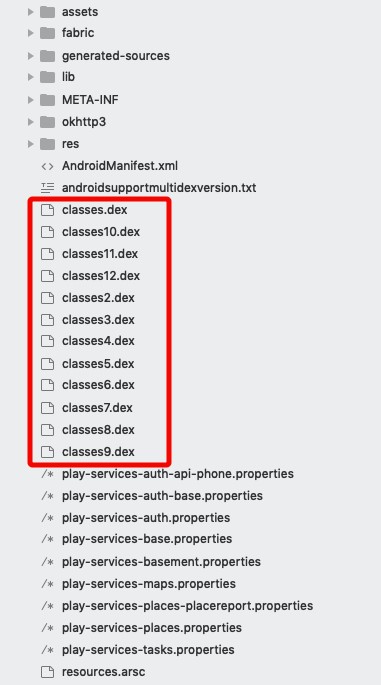 assets
fabric
generated-sources
lib
META-INF
okhttp3
res
<> AndroidManifest.xml
androidsupportmultidexversion.txt
classes.dex
classes10.dex
classes11.dex
classes12.dex
classes2.dex
classes3.dex
classes4.dex
classes5.dex
classes6.dex
classes7.dex
classes8.dex
classes9.dex
/* play-services-auth-api-phone.properties
/* play-services-auth-base.properties
/* play-services-auth.properties
/* play-services-base.properties
/* play-services-basement.properties
/* play-services-maps.properties
/* play-services-places-placereport.properties
/* play-services-places.properties
/* play-services-tasks.properties
resources.arsc